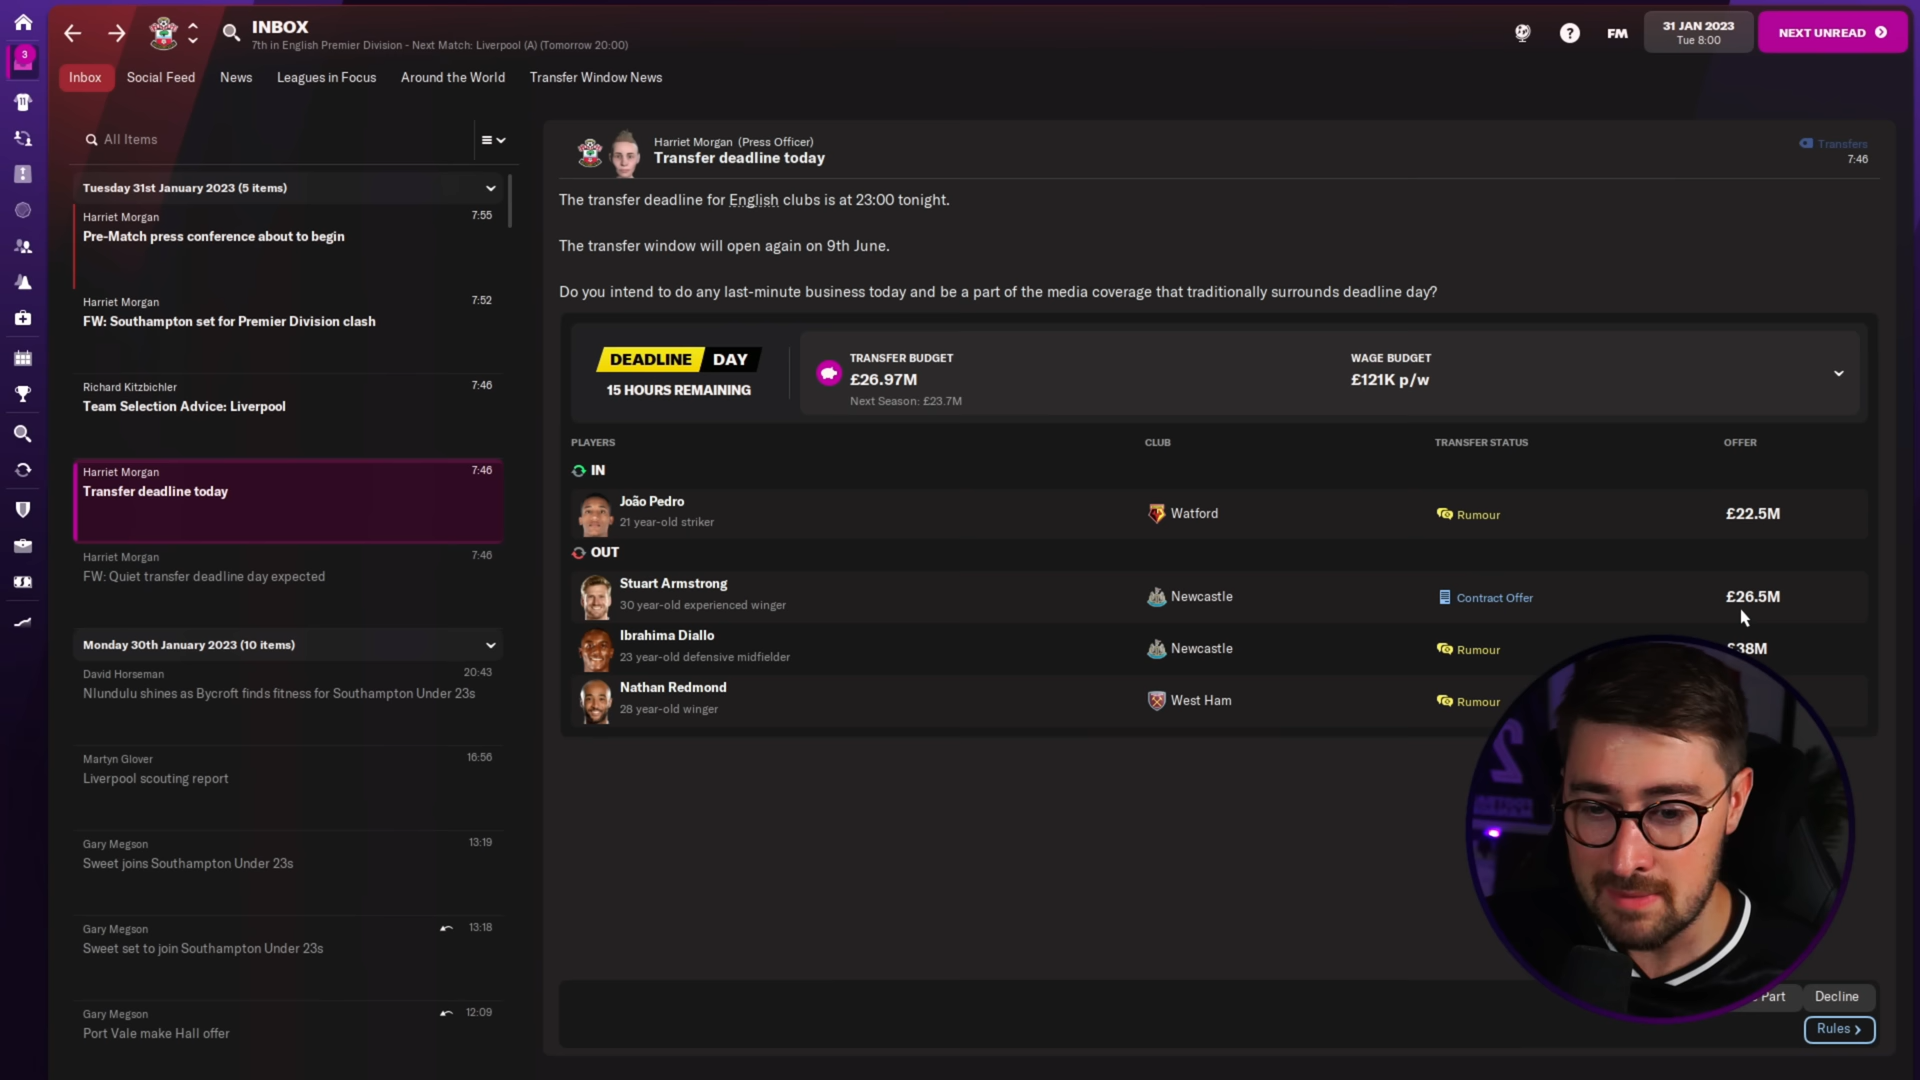 INBOX
7th in English Premier Division - Next Match: Liverpool (A) (Tomorrow 20:00)
FM
31 JAN 2023
Tue 8:00
NEXT UNREAD
3
Inbox
Social Feed
News
Leagues in Focus
Around the World
Transfer Window News
All Items
Tuesday 31st January 2023 (5 items)
Harriet Morgan 7:55
Pre-Match press conference about to begin
Harriet Morgan 7:52
FW: Southampton set for Premier Division clash
Richard Kitzbichler 7:46
Team Selection Advice: Liverpool
Harriet Morgan 7:46
Transfer deadline today
Harriet Morgan 7:46
FW: Quiet transfer deadline day expected
Monday 30th January 2023 (10 items)
David Horseman 20:43
Nlundulu shines as Bycroft finds fitness for Southampton Under 23s
Martyn Glover 16:56
Liverpool scouting report
Gary Megson 13:19
Sweet joins Southampton Under 23s
Gary Megson 13:18
Sweet set to join Southampton Under 23s
Gary Megson 12:09
Port Vale make Hall offer
Harriet Morgan (Press Officer)
Transfer deadline today
Transfers
7:46
The transfer deadline for English clubs is at 23:00 tonight.
The transfer window will open again on 9th June.
Do you intend to do any last-minute business today and be a part of the media coverage that traditionally surrounds deadline day?
DEADLINE DAY
15 HOURS REMAINING
TRANSFER BUDGET
£26.97M
Next Season: £23.7M
WAGE BUDGET
£121K p/w
PLAYERS CLUB TRANSFER STATUS OFFER
IN
João Pedro
21 year-old striker
Watford
Rumour
£22.5M
OUT
Stuart Armstrong
30 year-old experienced winger
Newcastle
Contract Offer
£26.5M
Ibrahima Diallo
23 year-old defensive midfielder
Newcastle
Rumour
£38M
Nathan Redmond
28 year-old winger
West Ham
Rumour
Part
Decline
Rules